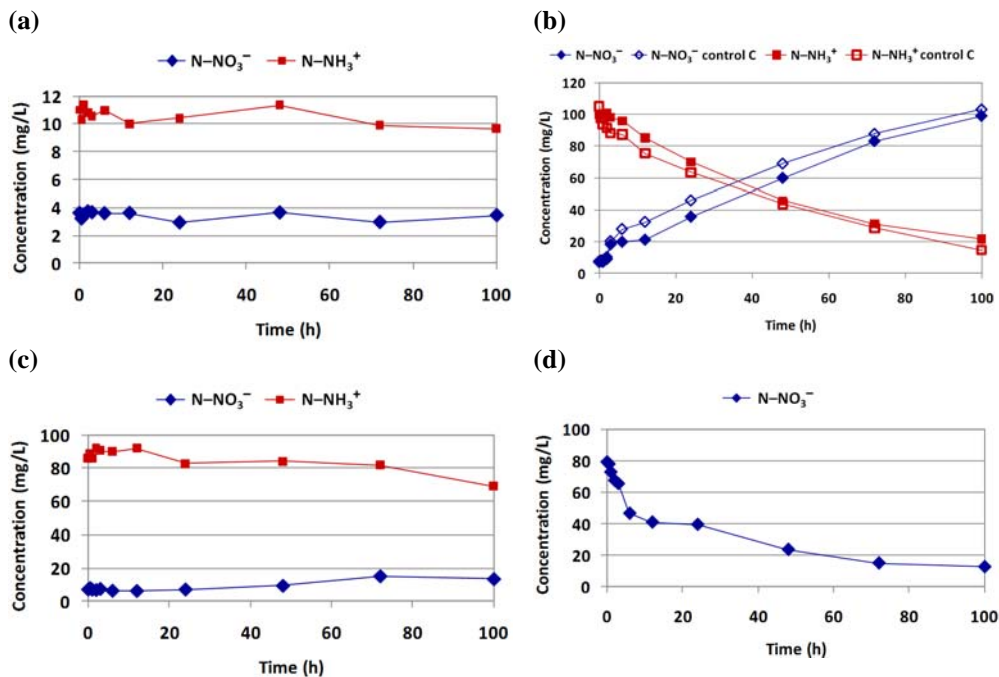 (a)
N–NO₃⁻ N–NH₃⁺
Concentration (mg/L)
12
10
8
6
4
2
0
0 20 40 60 80 100
Time (h)
(b)
N–NO₃⁻ N–NO₃⁻ control C N–NH₃⁺ N–NH₃⁺ control C
Concentration (mg/L)
120
100
80
60
40
20
0
0 20 40 60 80 100
Time (h)
(c)
N–NO₃⁻ N–NH₃⁺
Concentration (mg/L)
100
80
60
40
20
0
0 20 40 60 80 100
Time (h)
(d)
N–NO₃⁻
Concentration (mg/L)
100
80
60
40
20
0
0 20 40 60 80 100
Time (h)